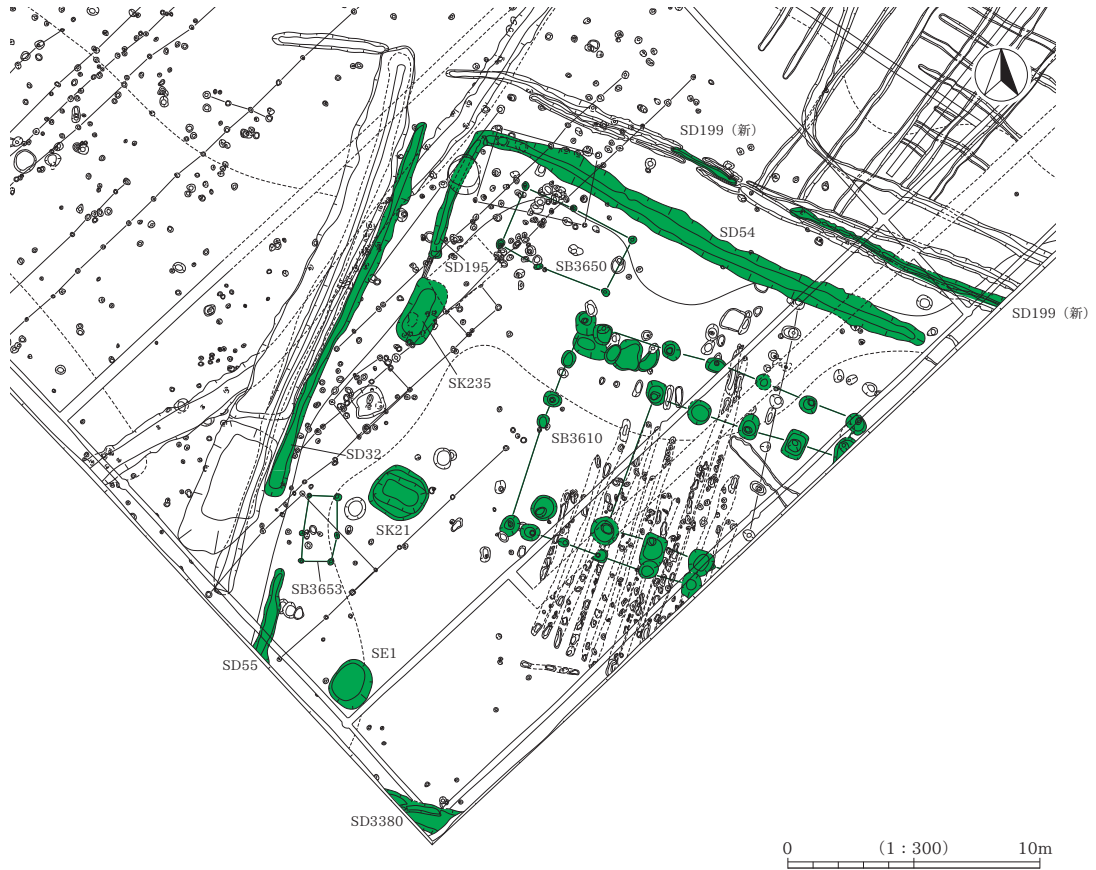 SD199（新）
SD54
SD195
SB3650
SD199（新）
SK235
SB3610
SD32
SK21
SB3653
SE1
SD55
SD3380
0 （1：300） 10m